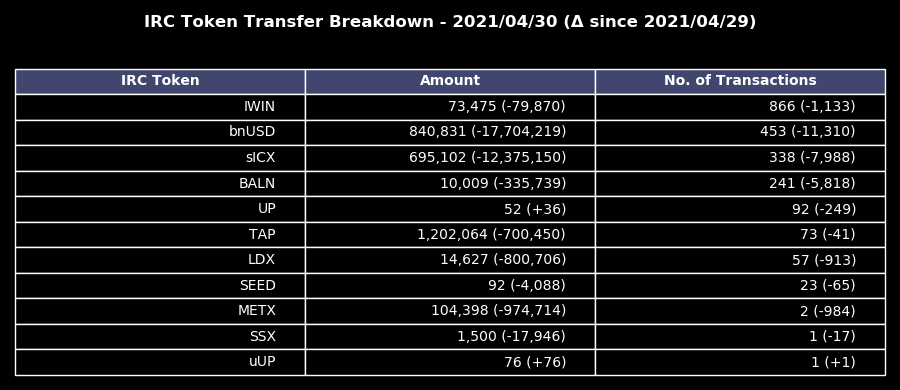 IRC Token Transfer Breakdown - 2021/04/30 (Δ since 2021/04/29)
IRC Token Amount No. of Transactions
IWIN 73,475 (-79,870) 866 (-1,133)
bnUSD 840,831 (-17,704,219) 453 (-11,310)
sICX 695,102 (-12,375,150) 338 (-7,988)
BALN 10,009 (-335,739) 241 (-5,818)
UP 52 (+36) 92 (-249)
TAP 1,202,064 (-700,450) 73 (-41)
LDX 14,627 (-800,706) 57 (-913)
SEED 92 (-4,088) 23 (-65)
METX 104,398 (-974,714) 2 (-984)
SSX 1,500 (-17,946) 1 (-17)
uUP 76 (+76) 1 (+1)